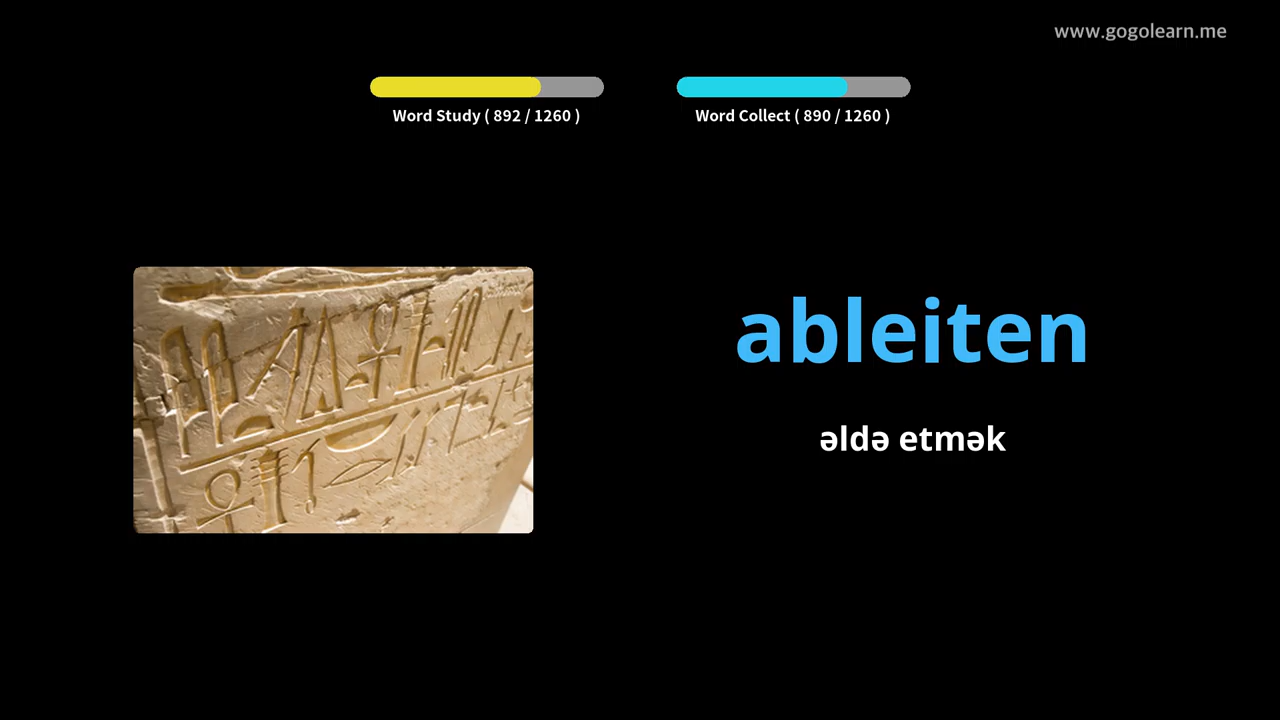 www.gogolearn.me
Word Study ( 892 / 1260 )
Word Collect ( 890 / 1260 )
ableiten
əldə etmək